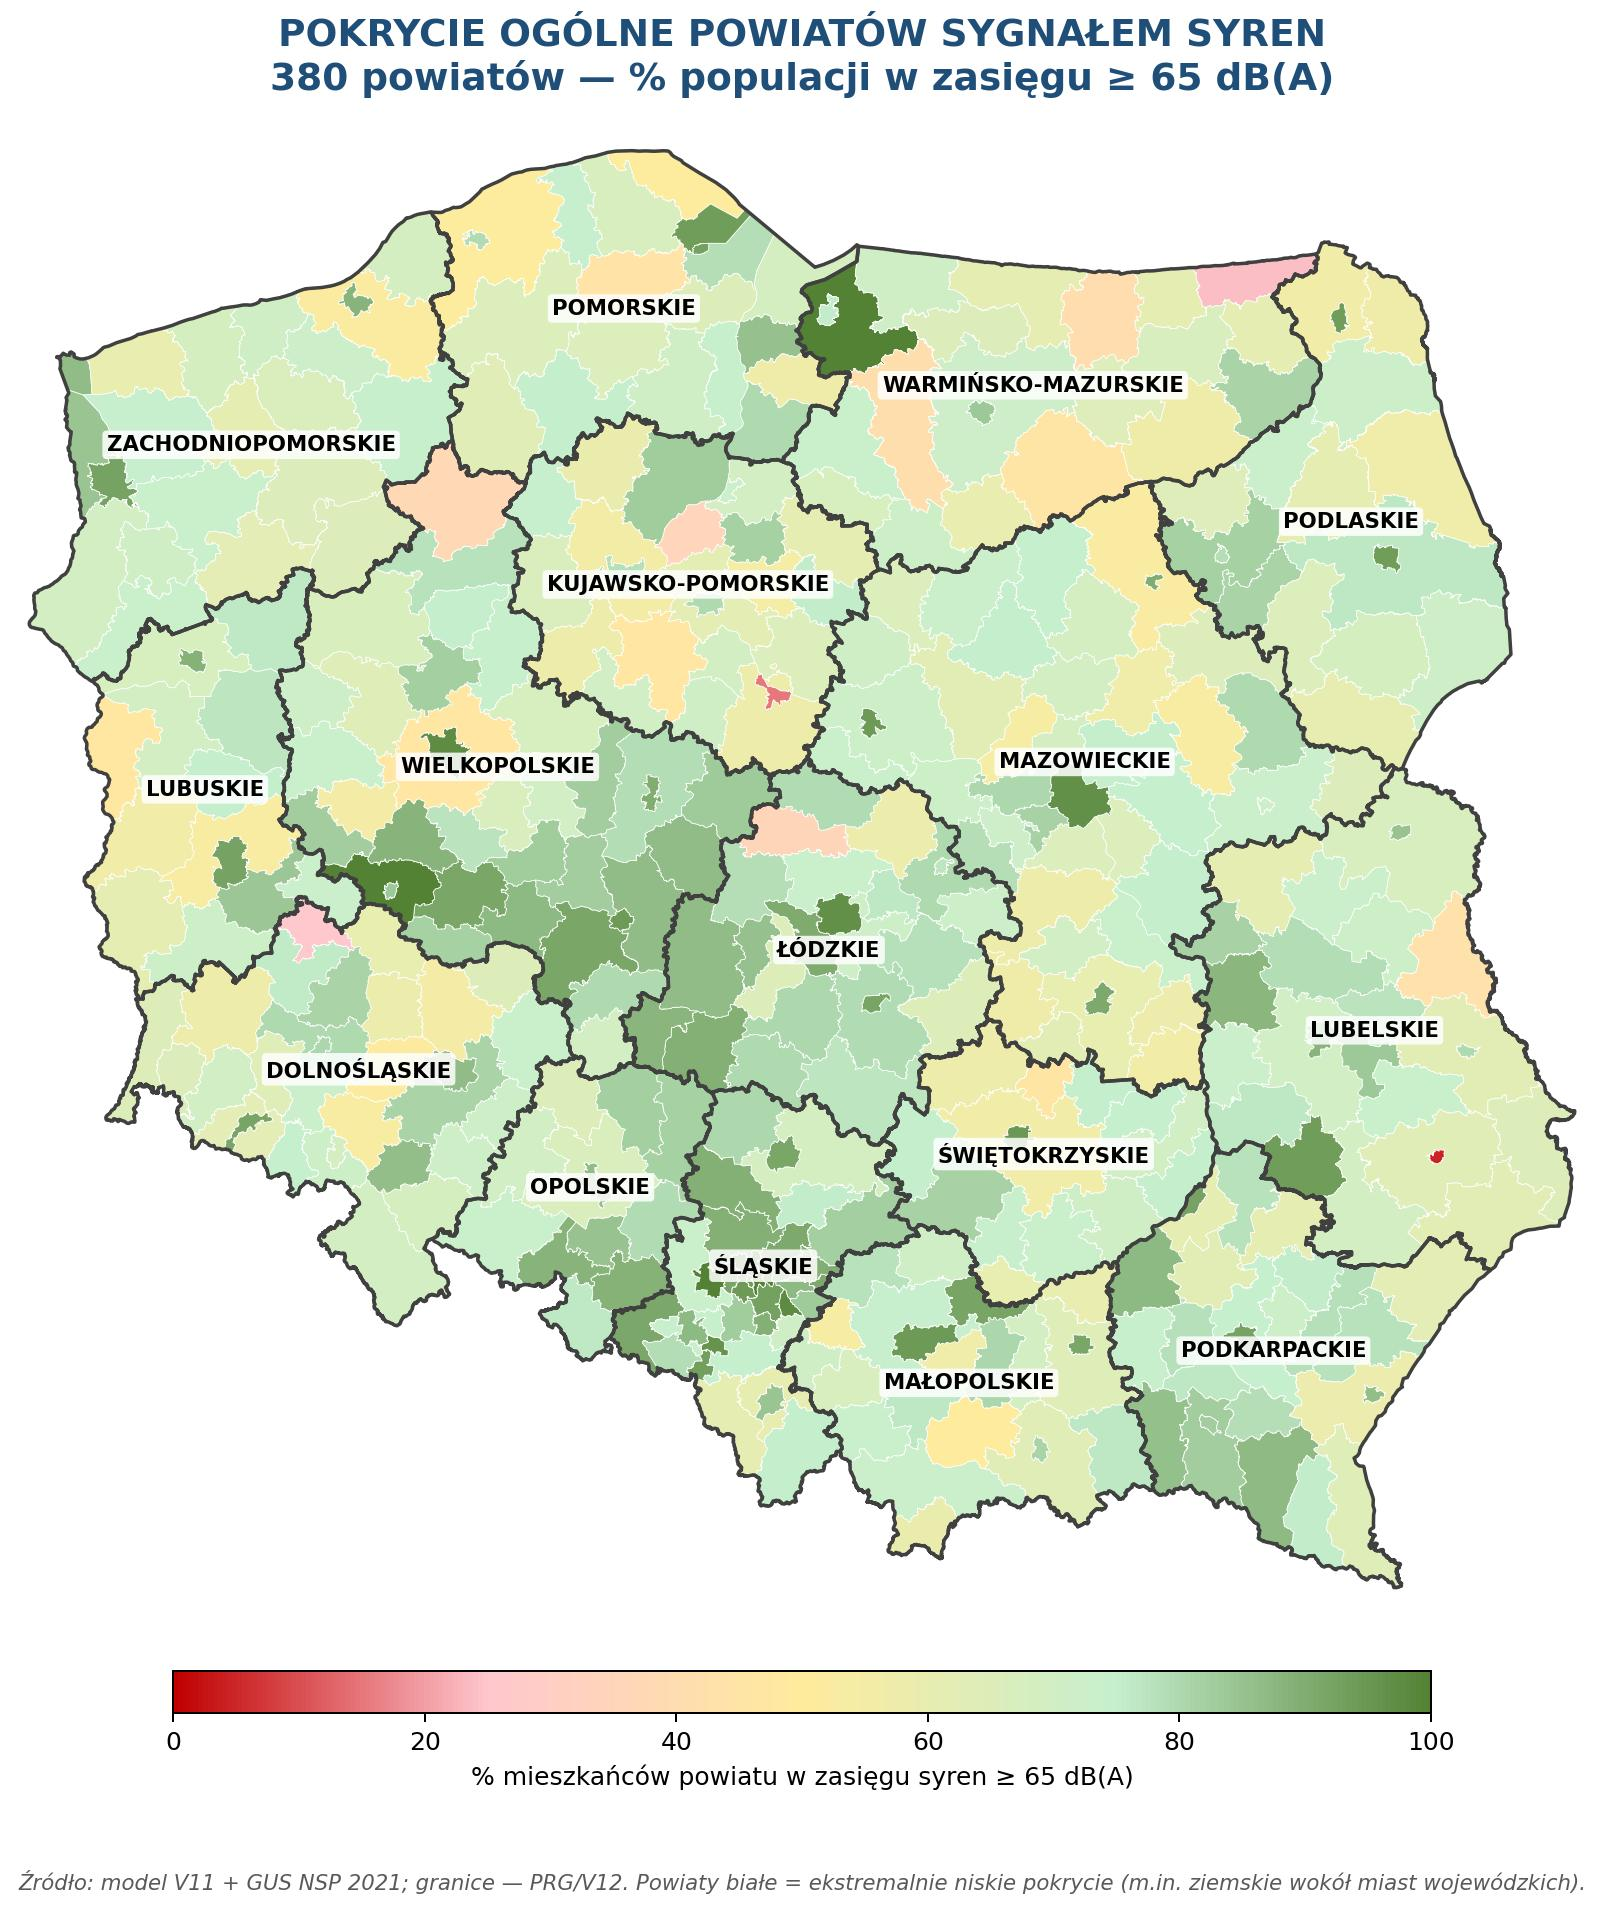 POKRYCIE OGÓLNE POWIATÓW SYGNAŁEM SYREN
380 powiatów — % populacji w zasięgu ≥ 65 dB(A)
POMORSKIE
WARMIŃSKO-MAZURSKIE
ZACHODNIOPOMORSKIE
PODLASKIE
KUJAWSKO-POMORSKIE
MAZOWIECKIE
WIELKOPOLSKIE
LUBUSKIE
ŁÓDZKIE
LUBELSKIE
DOLNOŚLĄSKIE
ŚWIĘTOKRZYSKIE
OPOLSKIE
ŚLĄSKIE
PODKARPACKIE
MAŁOPOLSKIE
0 20 40 60 80 100
% mieszkańców powiatu w zasięgu syren ≥ 65 dB(A)
Źródło: model V11 + GUS NSP 2021; granice — PRG/V12. Powiaty białe = ekstremalnie niskie pokrycie (m.in. ziemskie wokół miast wojewódzkich).